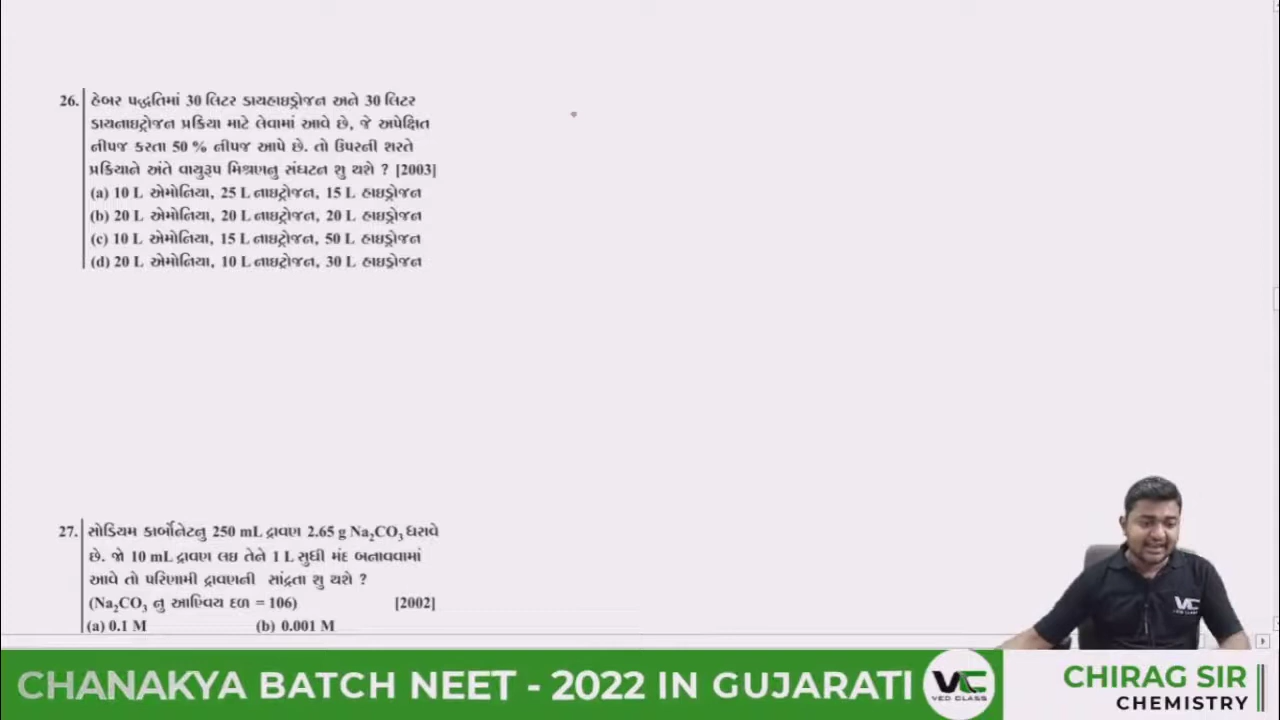 26. હેબર પદ્ધતિમાં 30 લિટર ડાયહાઇડ્રોજન અને 30 લિટર
ડાયનાઇટ્રોજન પ્રક્રિયા માટે લેવામાં આવે છે, જે અપેક્ષિત
નીપજ કરતા 50 % નીપજ આપે છે. તો ઉપરની શરતે
પ્રક્રિયાને અંતે વાયુરૂપ મિશ્રણનુ સંઘટન શુ થશે ? [2003]
(a) 10 L એમોનિયા, 25 L નાઇટ્રોજન, 15 L હાઇડ્રોજન
(b) 20 L એમોનિયા, 20 L નાઇટ્રોજન, 20 L હાઇડ્રોજન
(c) 10 L એમોનિયા, 15 L નાઇટ્રોજન, 50 L હાઇડ્રોજન
(d) 20 L એમોનિયા, 10 L નાઇટ્રોજન, 30 L હાઇડ્રોજન
27. સોડિયમ કાર્બોનેટનુ 250 mL દ્રાવણ 2.65 g Na₂CO₃ ધરાવે
છે. જો 10 mL દ્રાવણ લઇ તેને 1 L સુધી મંદ બનાવવામાં
આવે તો પરિણામી દ્રાવણની સાંદ્રતા શુ થશે ?
(Na₂CO₃ નુ આણ્વિય દળ = 106) [2002]
(a) 0.1 M (b) 0.001 M
VC
VED CLASS
CHANAKYA BATCH NEET - 2022 IN GUJARATI
VC
VED CLASS
CHIRAG SIR
CHEMISTRY